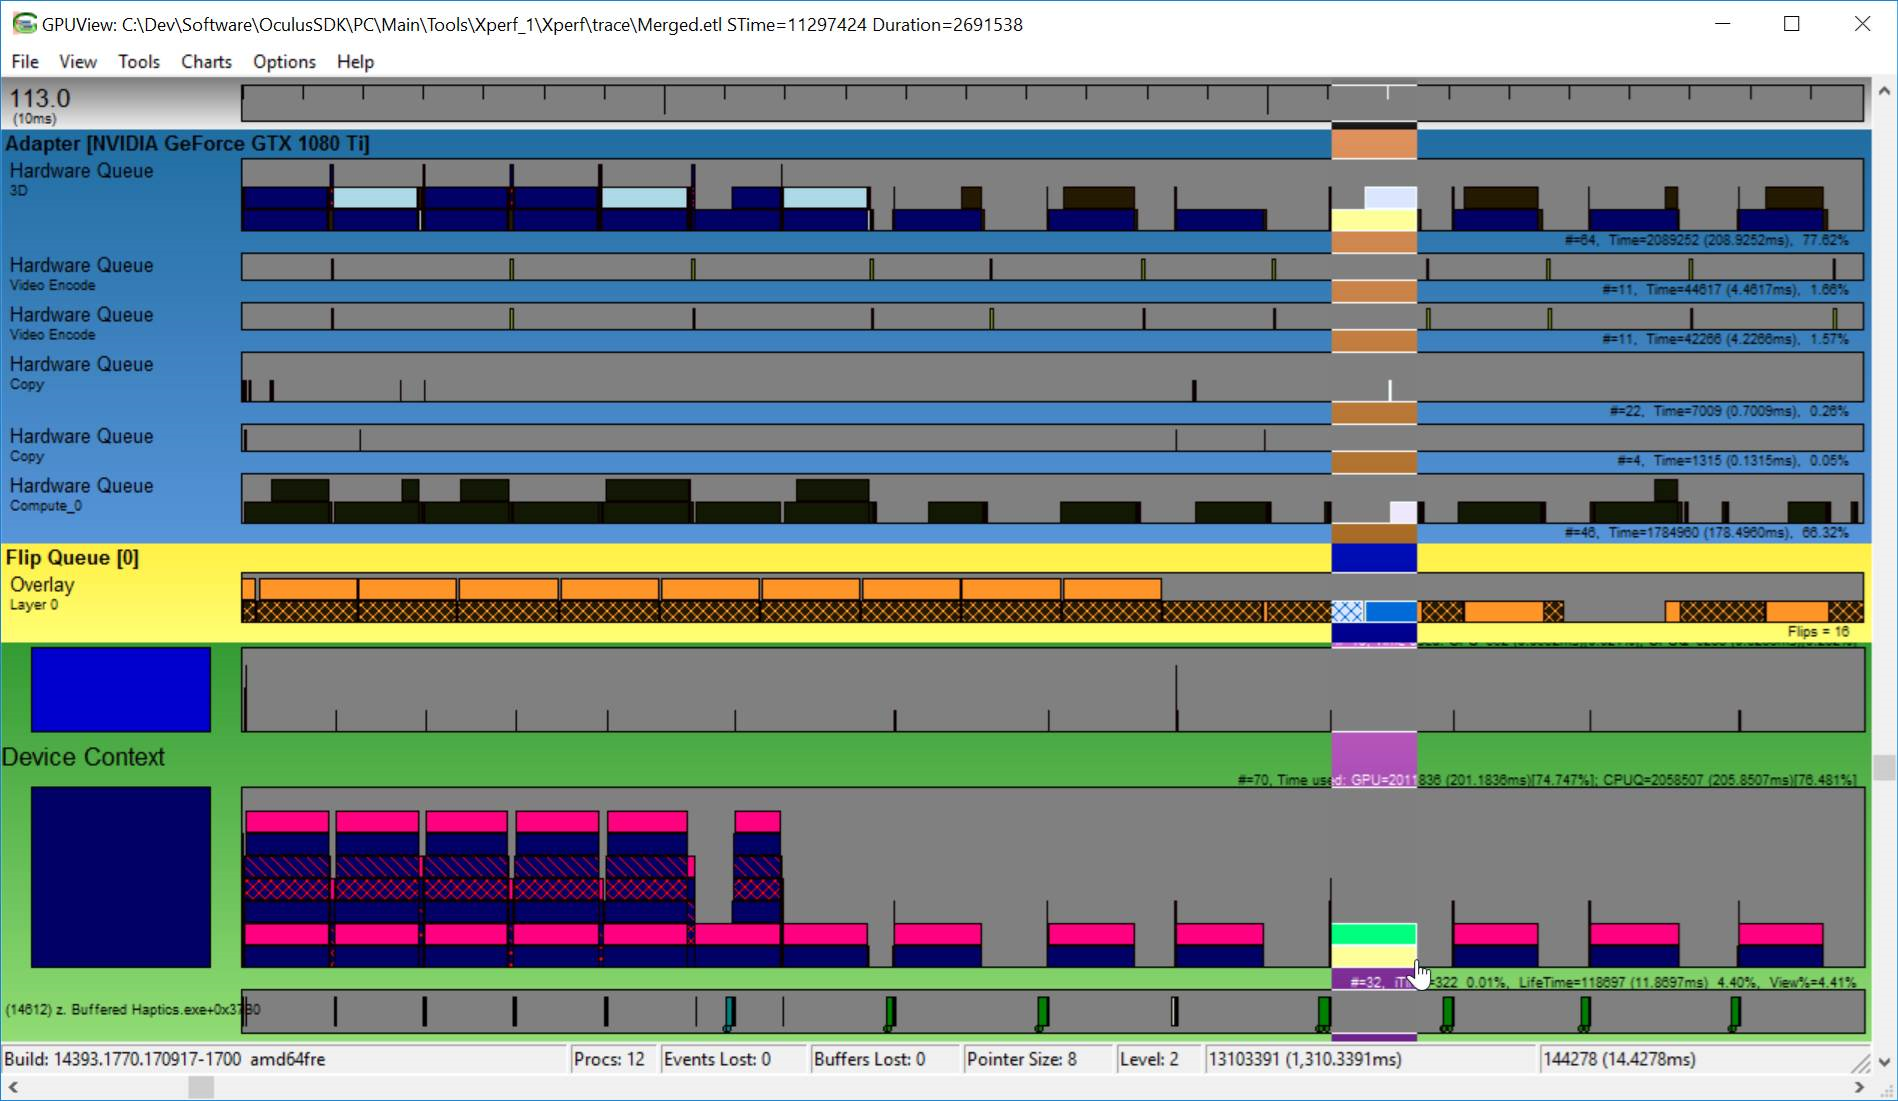 GPUView: C:\Dev\Software\OculusSDK\PC\Main\Tools\Xperf_1\Xperf\trace\Merged.etl STime=11297424 Duration=2691538
File View Tools Charts Options Help
113.0
(10ms)
Adapter [NVIDIA GeForce GTX 1080 Ti]
Hardware Queue
3D
#=64, Time=2089252 (208.9252ms), 77.62%
Hardware Queue
Video Encode
#=11, Time=44617 (4.4617ms), 1.66%
Hardware Queue
Video Encode
#=11, Time=42266 (4.2266ms), 1.57%
Hardware Queue
Copy
#=22, Time=7009 (0.7009ms), 0.26%
Hardware Queue
Copy
#=4, Time=1315 (0.1315ms), 0.05%
Hardware Queue
Compute_0
#=46, Time=1784960 (178.4960ms), 66.32%
Flip Queue [0]
Overlay
Layer 0
Flips = 16
Device Context
#=70, Time used: GPU=2011836 (201.1836ms)[74.747%]; CPUQ=2058507 (205.8507ms)[76.481%]
#=32, =322 0.01%, LifeTime=118697 (11.8697ms) 4.40%, View%=4.41%
(14612) z. Buffered Haptics.exe+0x3730
Build: 14393.1770.170917-1700 amd64fre
Procs: 12
Events Lost: 0
Buffers Lost: 0
Pointer Size: 8
Level: 2
13103391 (1,310.3391ms)
144278 (14.4278ms)